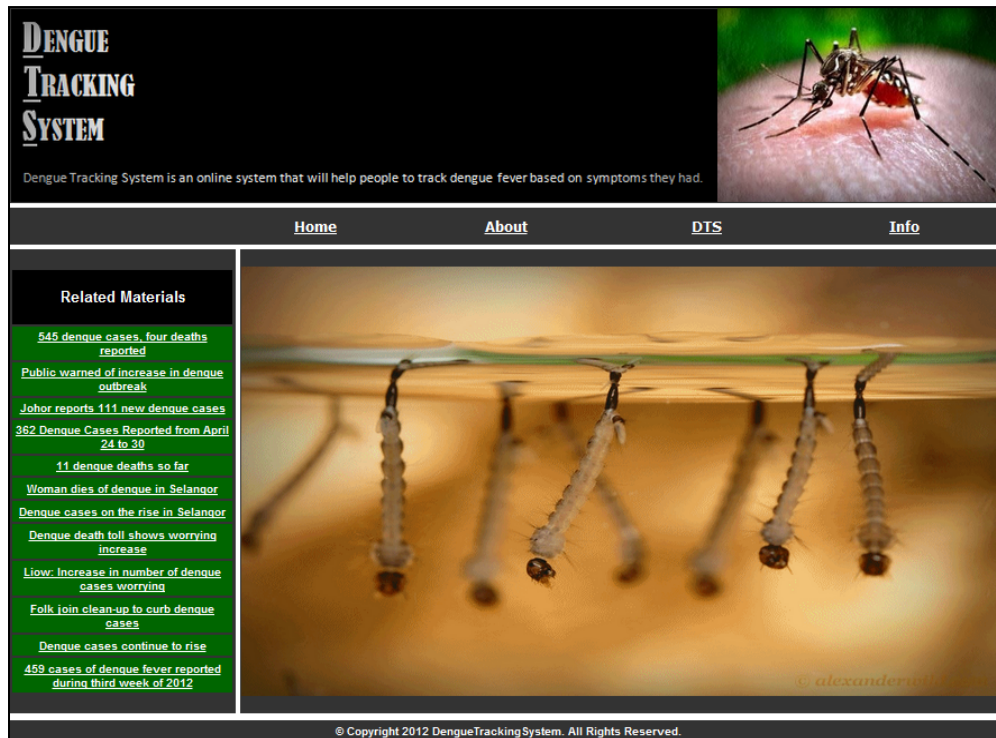 DENGUE
TRACKING
SYSTEM
Dengue Tracking System is an online system that will help people to track dengue fever based on symptoms they had.
Home About DTS Info
Related Materials
545 dengue cases, four deaths
reported
Public warned of increase in dengue
outbreak
Johor reports 111 new dengue cases
362 Dengue Cases Reported from April
24 to 30
11 dengue deaths so far
Woman dies of dengue in Selangor
Dengue cases on the rise in Selangor
Dengue death toll shows worrying
increase
Liow: Increase in number of dengue
cases worrying
Folk join clean-up to curb dengue
cases
Dengue cases continue to rise
459 cases of dengue fever reported
during third week of 2012
©
© Copyright 2012 DengueTrackingSystem. All Rights Reserved.